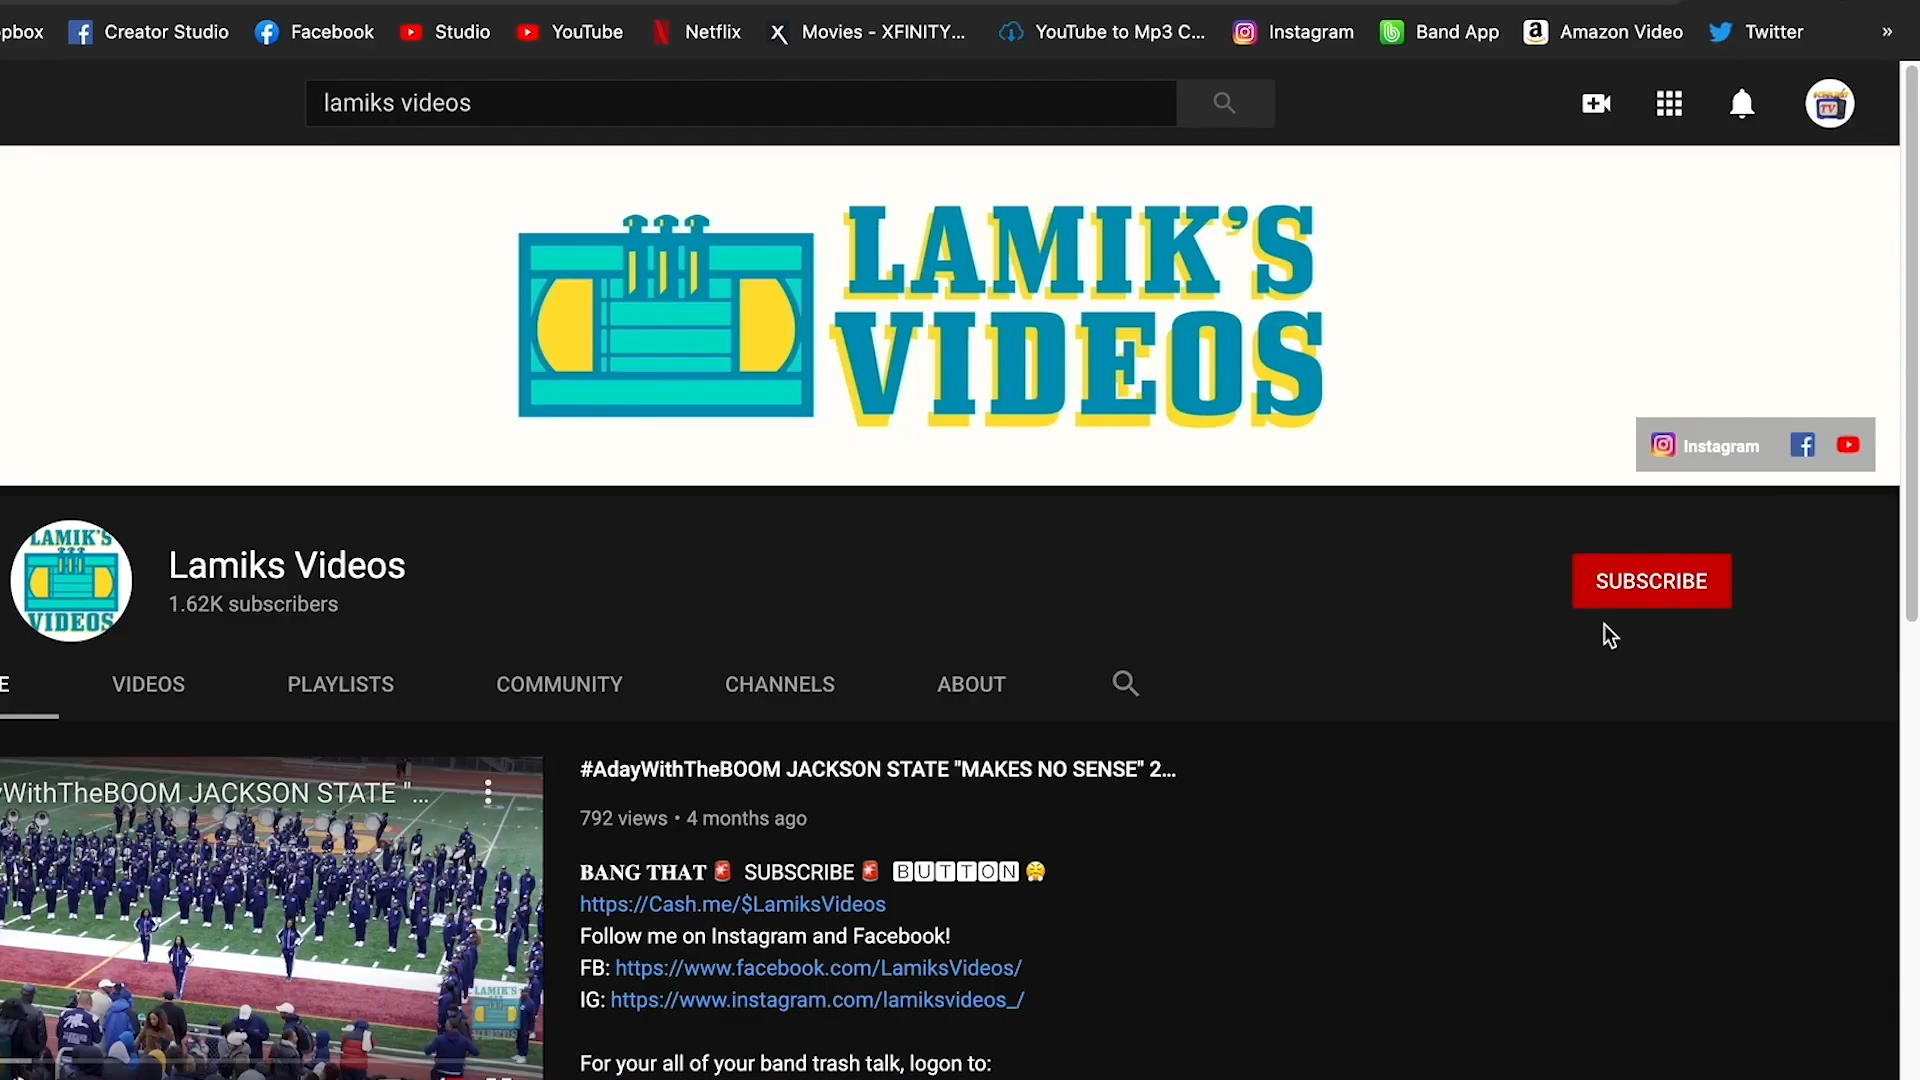 pbox Creator Studio Facebook Studio YouTube Netflix Movies - XFINITY... YouTube to Mp3 C... Instagram Band App Amazon Video Twitter »
lamiks videos
LAMIK'S
VIDEOS
Instagram
LAMIK'S
VIDEOS
Lamiks Videos
1.62K subscribers
SUBSCRIBE
E VIDEOS PLAYLISTS COMMUNITY CHANNELS ABOUT
yWithTheBOOM JACKSON STATE "...
LAMIK'S
VIDEOS
#AdayWithTheBOOM JACKSON STATE "MAKES NO SENSE" 2...
792 views • 4 months ago
𝐁𝐀𝐍𝐆 𝐓𝐇𝐀𝐓🚨 SUBSCRIBE🚨 🄱🅄🅃🅃🄾🄽😤
https://Cash.me/$LamiksVideos
Follow me on Instagram and Facebook!
FB: https://www.facebook.com/LamiksVideos/
IG: https://www.instagram.com/lamiksvideos_/
For your all of your band trash talk, logon to: